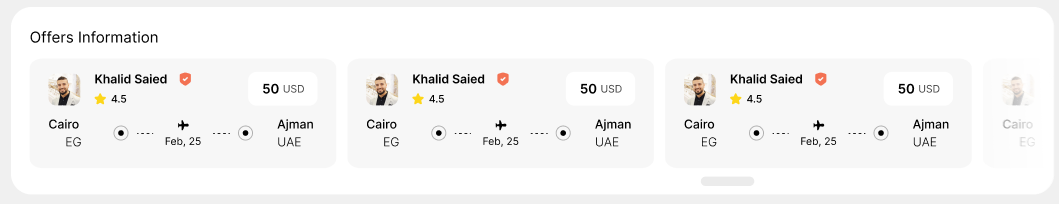 Offers Information
Khalid Saied
4.5
50 USD
Cairo
EG
Feb, 25
Ajman
UAE
Khalid Saied
4.5
50 USD
Cairo
EG
Feb, 25
Ajman
UAE
Khalid Saied
4.5
50 USD
Cairo
EG
Feb, 25
Ajman
UAE
Cairo
EG